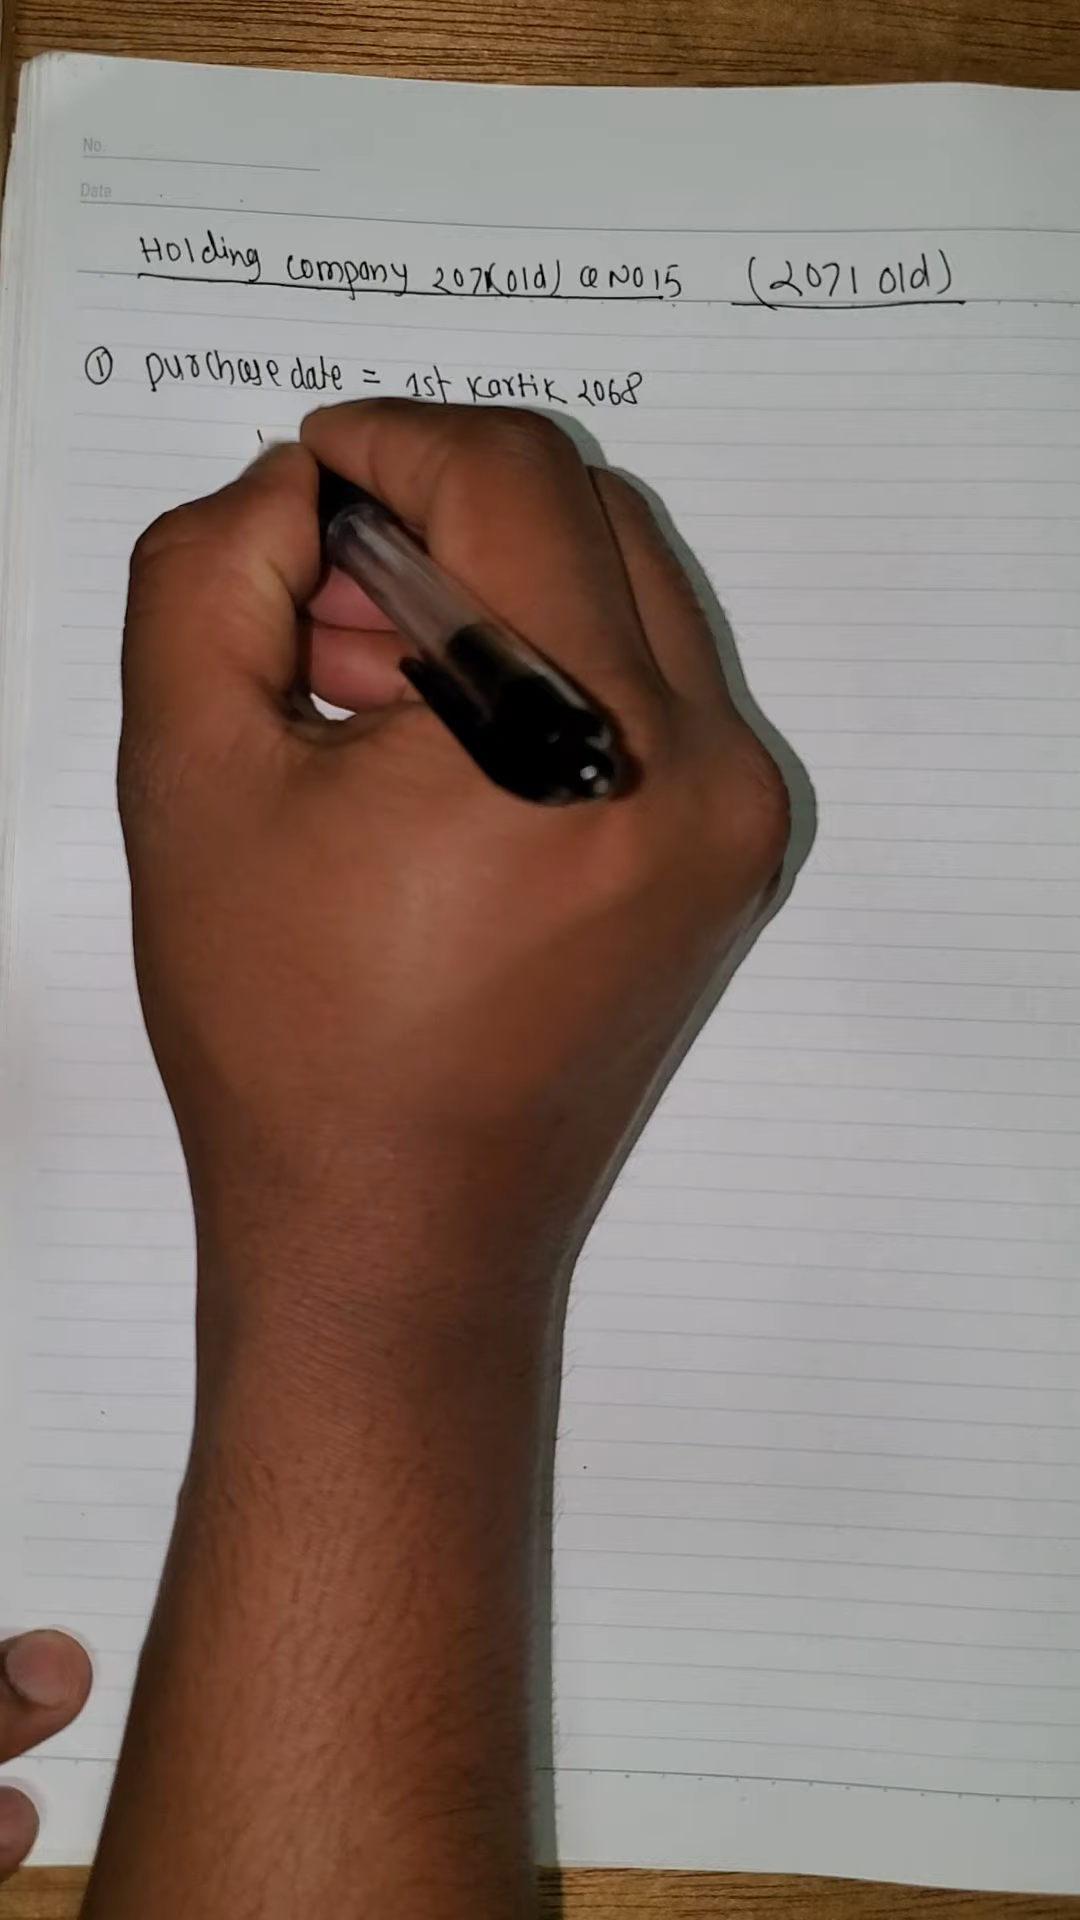 No.
Date
Holding company 2071(old) Q NO 15 (2071 old)
① purchase date = 1st Kartik 2068